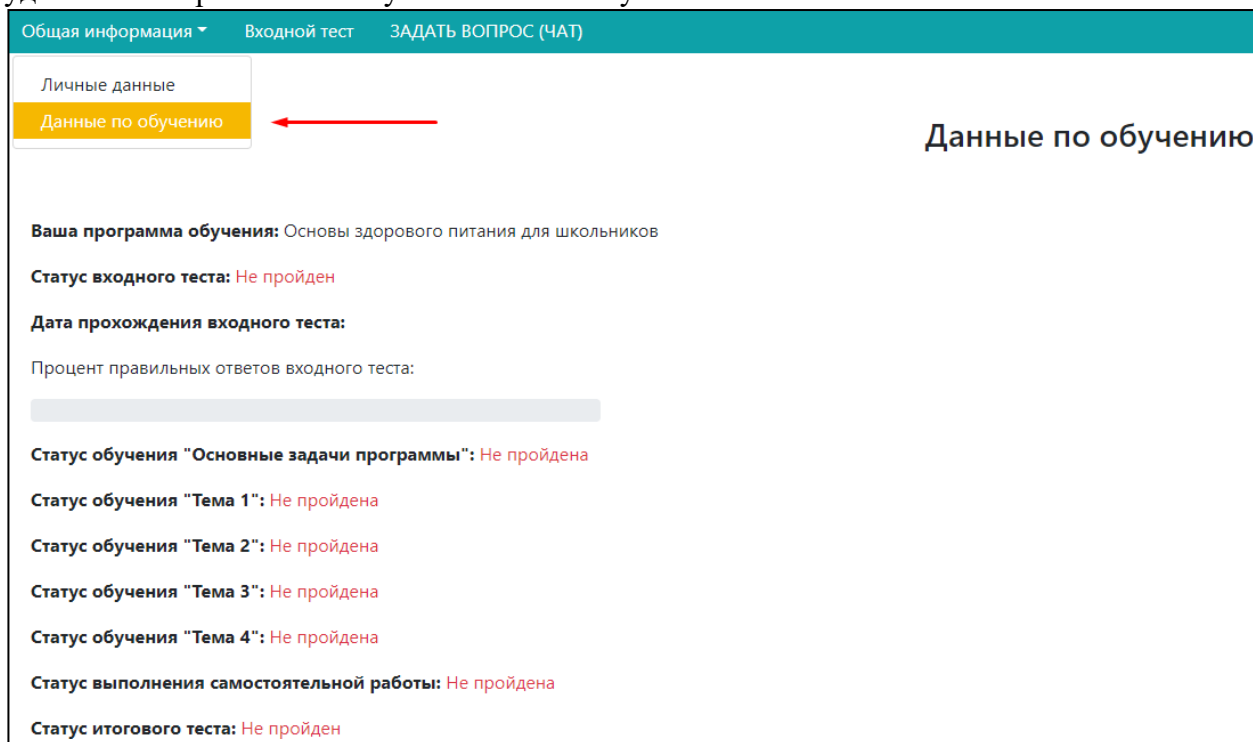 Общая информация Входной тест ЗАДАТЬ ВОПРОС (ЧАТ)
Личные данные
Данные по обучению
Данные по обучению
Ваша программа обучения: Основы здорового питания для школьников
Статус входного теста: Не пройден
Дата прохождения входного теста:
Процент правильных ответов входного теста:
Статус обучения "Основные задачи программы": Не пройдена
Статус обучения "Тема 1": Не пройдена
Статус обучения "Тема 2": Не пройдена
Статус обучения "Тема 3": Не пройдена
Статус обучения "Тема 4": Не пройдена
Статус выполнения самостоятельной работы: Не пройдена
Статус итогового теста: Не пройден